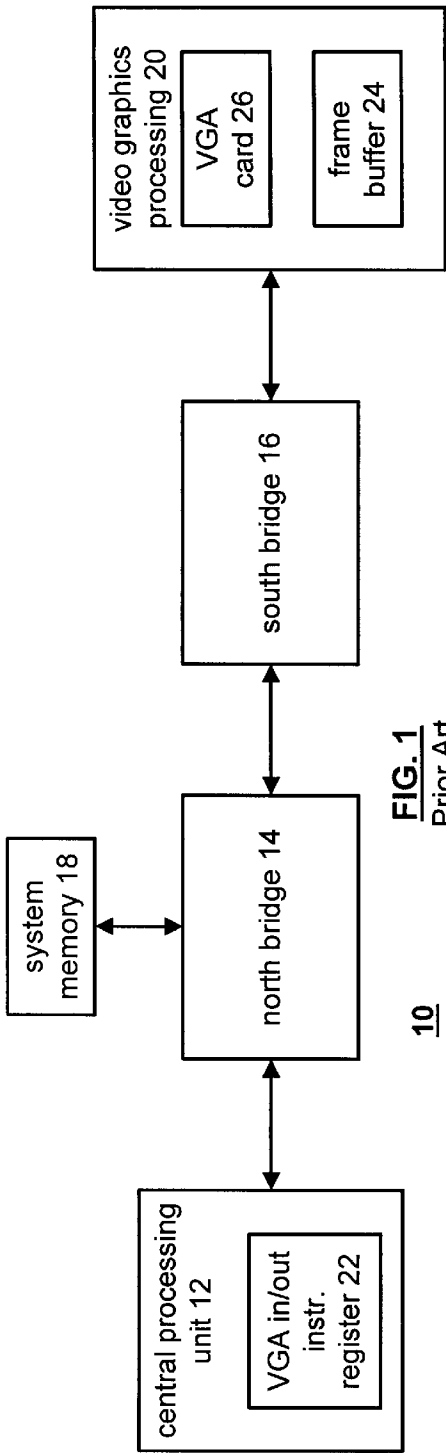 central processing
unit 12
VGA in/out
instr.
register 22
system
memory 18
north bridge 14
south bridge 16
video graphics
processing 20
VGA
card 26
frame
buffer 24
10
FIG. 1
Prior Art